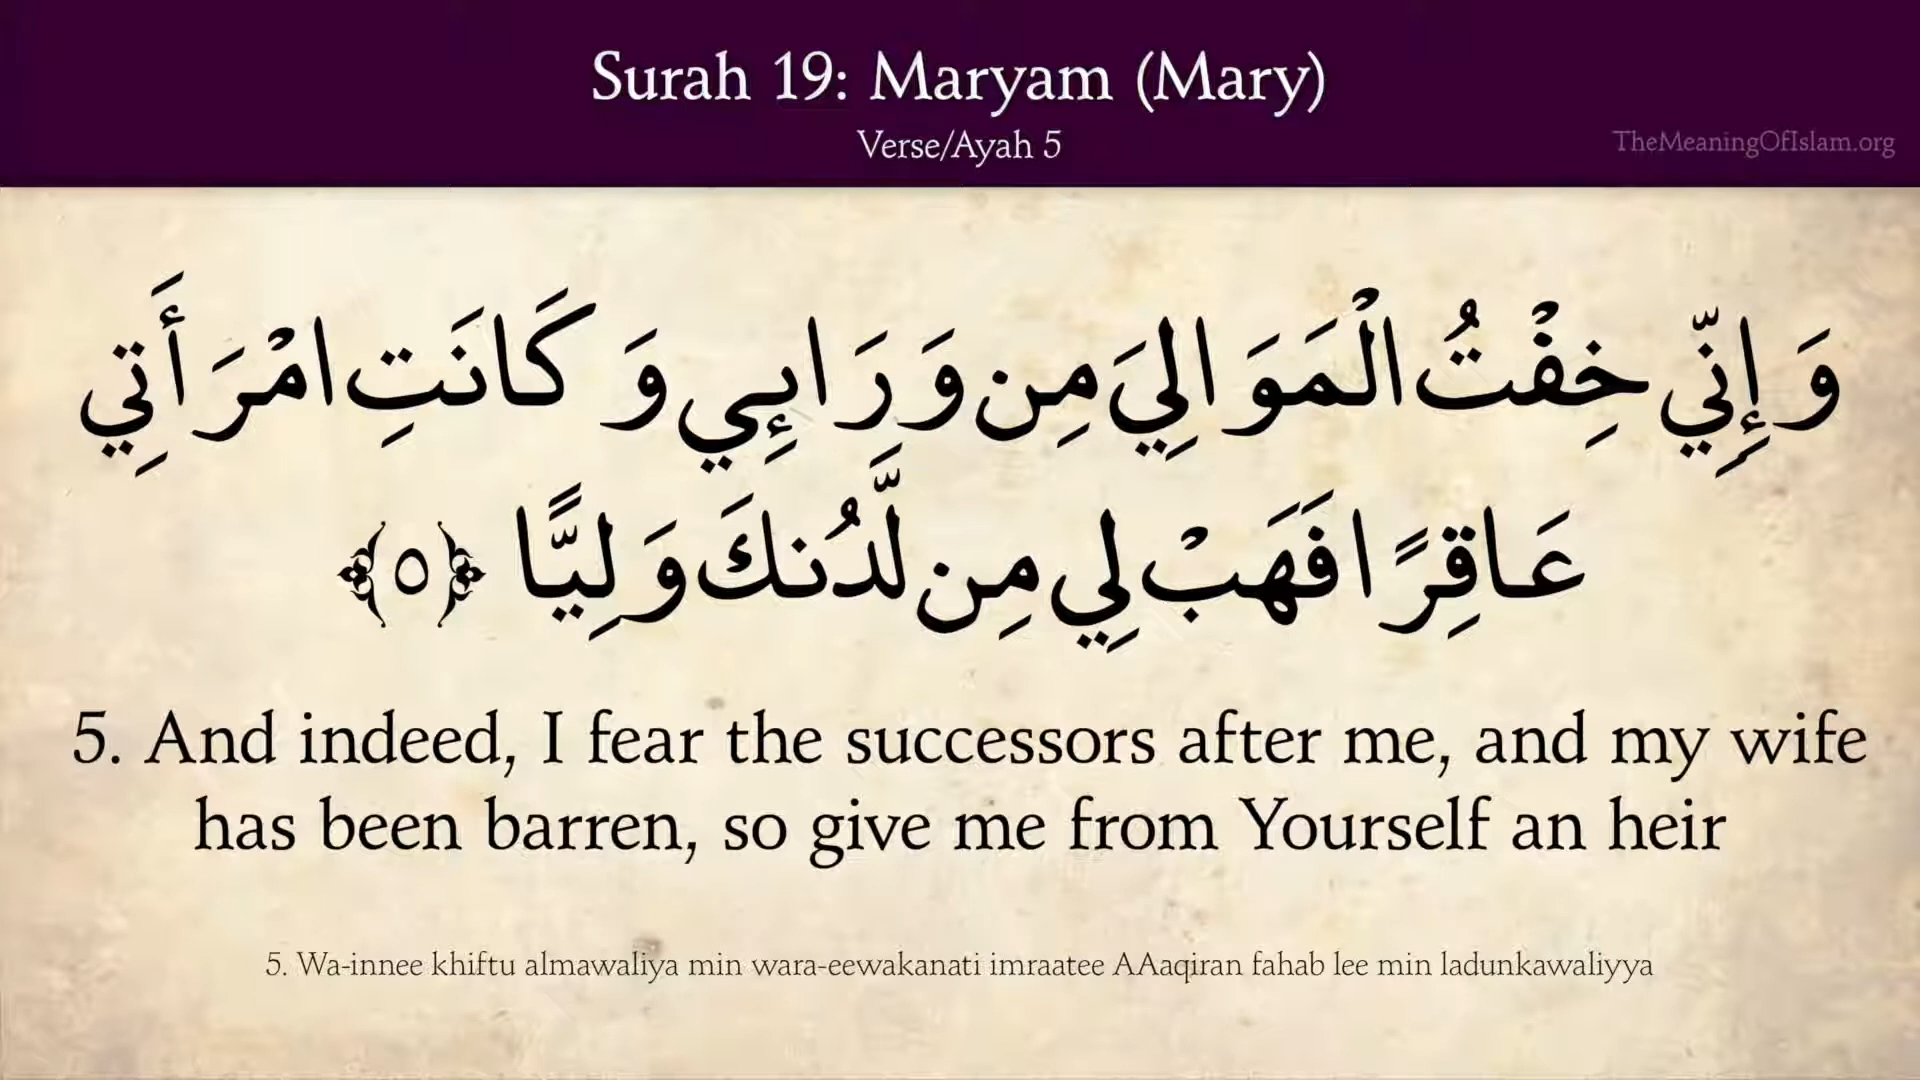 Surah 19: Maryam (Mary)
Verse/Ayah 5
TheMeaningOfIslam.org
وَإِنِّي خِفْتُ الْمَوَالِيَ مِن وَرَائِي وَكَانَتِ امْرَأَتِي
عَاقِرًا فَهَبْ لِي مِن لَّدُنكَ وَلِيًّا ﴿٥﴾
5. And indeed, I fear the successors after me, and my wife
has been barren, so give me from Yourself an heir
5. Wa-innee khiftu almawaliya min wara-eewakanati imraatee AAaqiran fahab lee min ladunkawaliyya